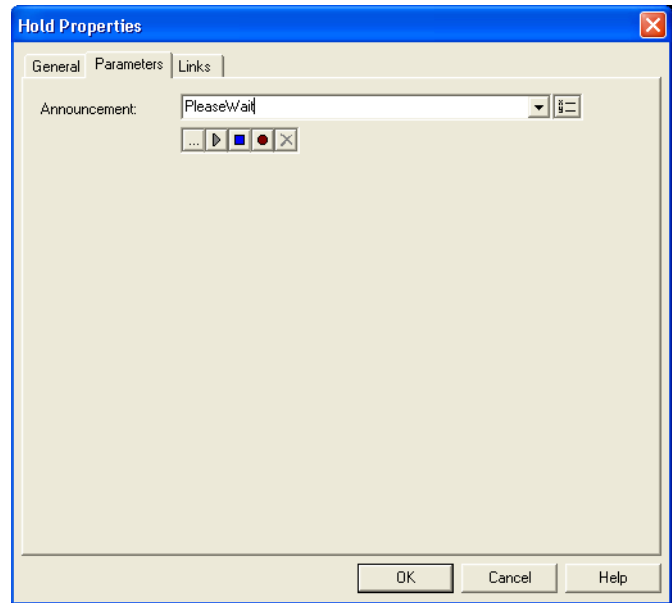 Hold Properties
General Parameters Links
Announcement: PleaseWait
...
OK Cancel Help